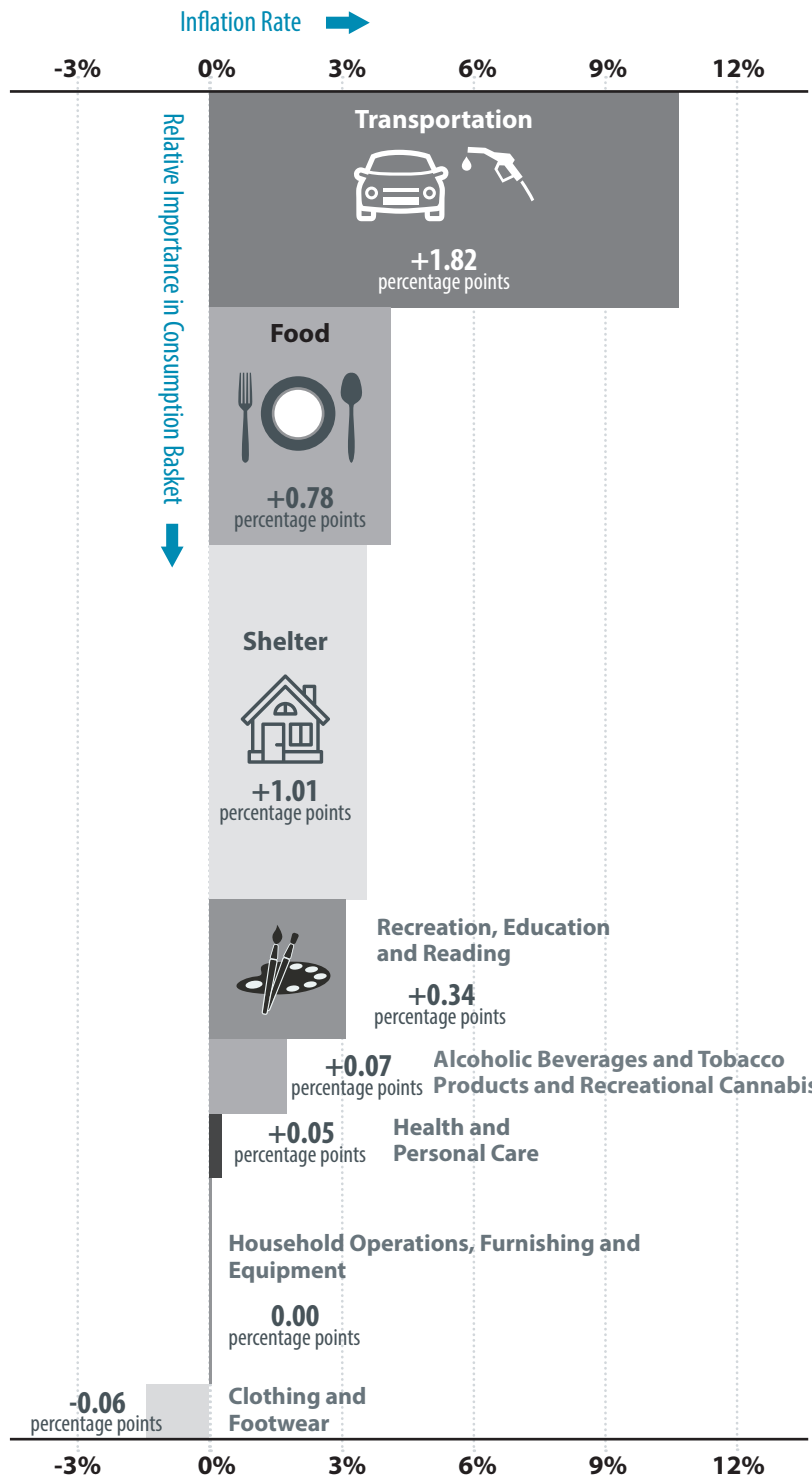 Inflation Rate
-3% 0% 3% 6% 9% 12%
Relative Importance in Consumption Basket
Transportation
+1.82
percentage points
Food
+0.78
percentage points
Shelter
+1.01
percentage points
Recreation, Education
and Reading
+0.34
percentage points
+0.07
percentage points
Alcoholic Beverages and Tobacco
Products and Recreational Cannabis
+0.05
percentage points
Health and
Personal Care
Household Operations, Furnishing and
Equipment
0.00
percentage points
-0.06
percentage points
Clothing and
Footwear
-3% 0% 3% 6% 9% 12%